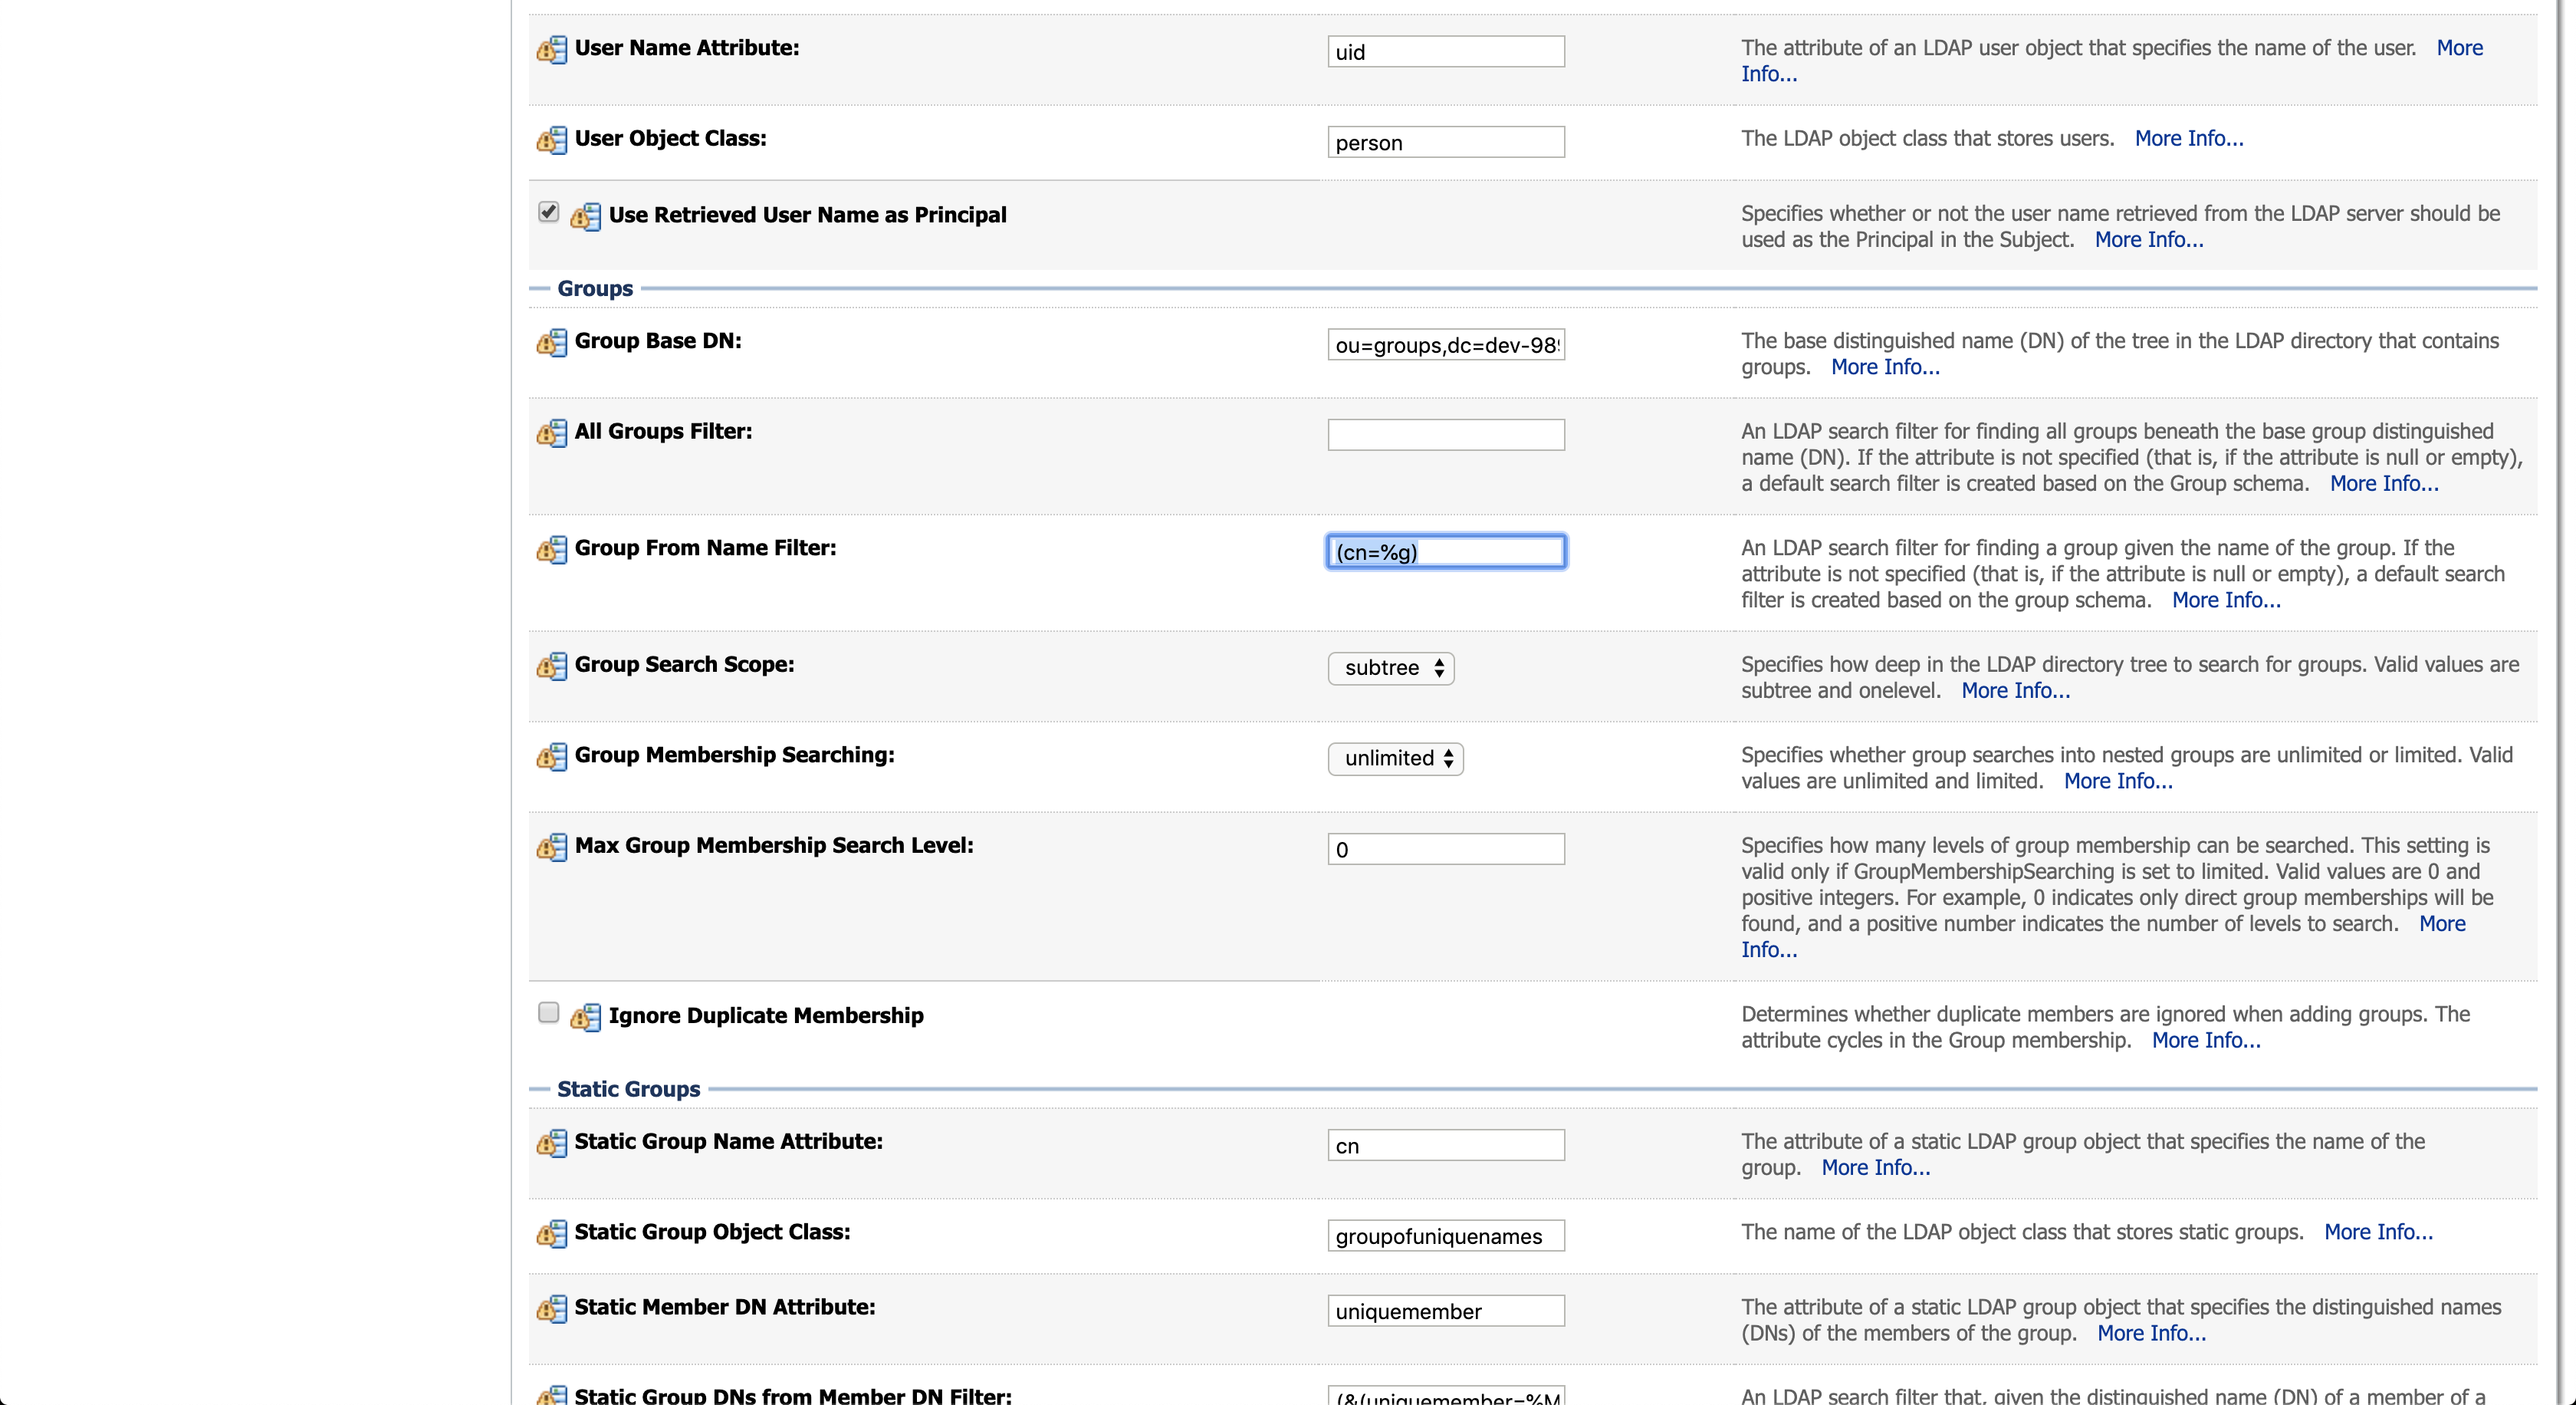 User Name Attribute:
uid
The attribute of an LDAP user object that specifies the name of the user. More
Info...
User Object Class:
person
The LDAP object class that stores users. More Info...
Use Retrieved User Name as Principal
Specifies whether or not the user name retrieved from the LDAP server should be
used as the Principal in the Subject. More Info...
Groups
Group Base DN:
ou=groups,dc=dev-98
The base distinguished name (DN) of the tree in the LDAP directory that contains
groups. More Info...
All Groups Filter:
An LDAP search filter for finding all groups beneath the base group distinguished
name (DN). If the attribute is not specified (that is, if the attribute is null or empty),
a default search filter is created based on the Group schema. More Info...
Group From Name Filter:
(cn=%g)
An LDAP search filter for finding a group given the name of the group. If the
attribute is not specified (that is, if the attribute is null or empty), a default search
filter is created based on the group schema. More Info...
Group Search Scope:
subtree
Specifies how deep in the LDAP directory tree to search for groups. Valid values are
subtree and onelevel. More Info...
Group Membership Searching:
unlimited
Specifies whether group searches into nested groups are unlimited or limited. Valid
values are unlimited and limited. More Info...
Max Group Membership Search Level:
0
Specifies how many levels of group membership can be searched. This setting is
valid only if GroupMembershipSearching is set to limited. Valid values are 0 and
positive integers. For example, 0 indicates only direct group memberships will be
found, and a positive number indicates the number of levels to search. More
Info...
Ignore Duplicate Membership
Determines whether duplicate members are ignored when adding groups. The
attribute cycles in the Group membership. More Info...
Static Groups
Static Group Name Attribute:
cn
The attribute of a static LDAP group object that specifies the name of the
group. More Info...
Static Group Object Class:
groupofuniquenames
The name of the LDAP object class that stores static groups. More Info...
Static Member DN Attribute:
uniquemember
The attribute of a static LDAP group object that specifies the distinguished names
(DNs) of the members of the group. More Info...
Static Group DNs from Member DN Filter:
(&(uniquemember=%M
An LDAP search filter that, given the distinguished name (DN) of a member of a